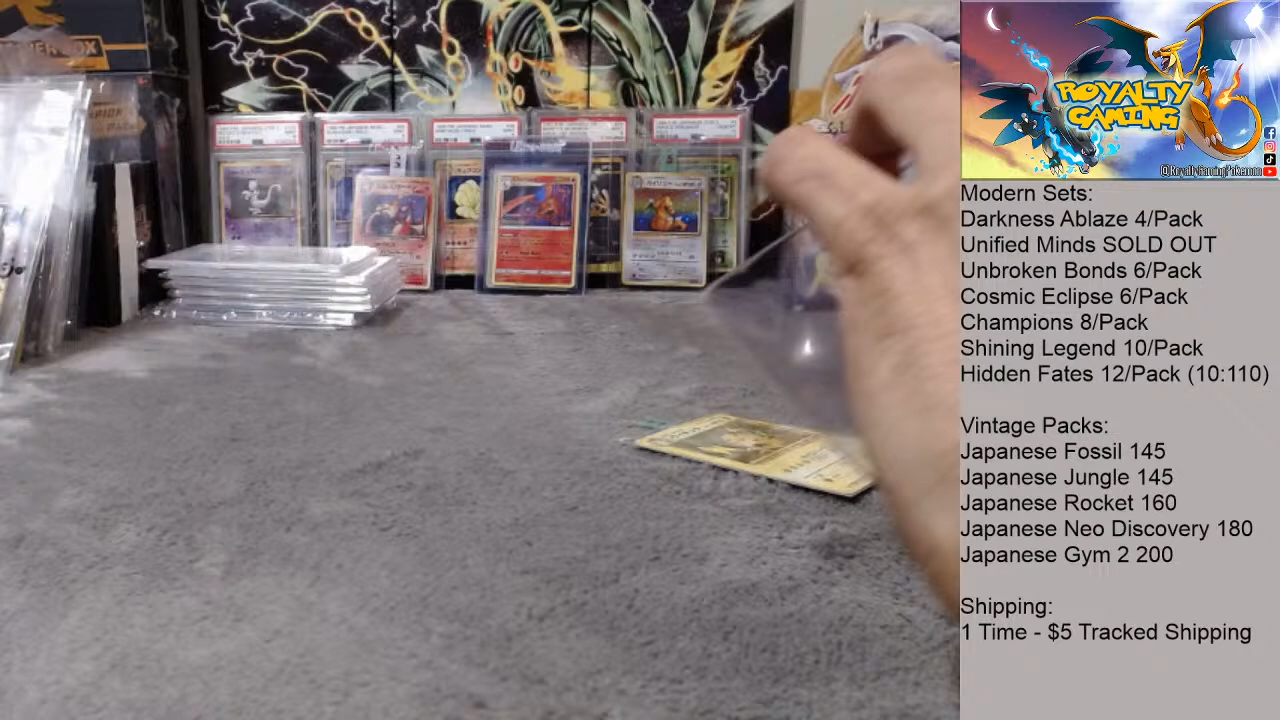 ROYALTY
GAMING
@RoyaltyGamingPokemon
Modern Sets:
Darkness Ablaze 4/Pack
Unified Minds SOLD OUT
Unbroken Bonds 6/Pack
Cosmic Eclipse 6/Pack
Champions 8/Pack
Shining Legend 10/Pack
Hidden Fates 12/Pack (10:110)
Vintage Packs:
Japanese Fossil 145
Japanese Jungle 145
Japanese Rocket 160
Japanese Neo Discovery 180
Japanese Gym 2 200
Shipping:
1 Time - $5 Tracked Shipping